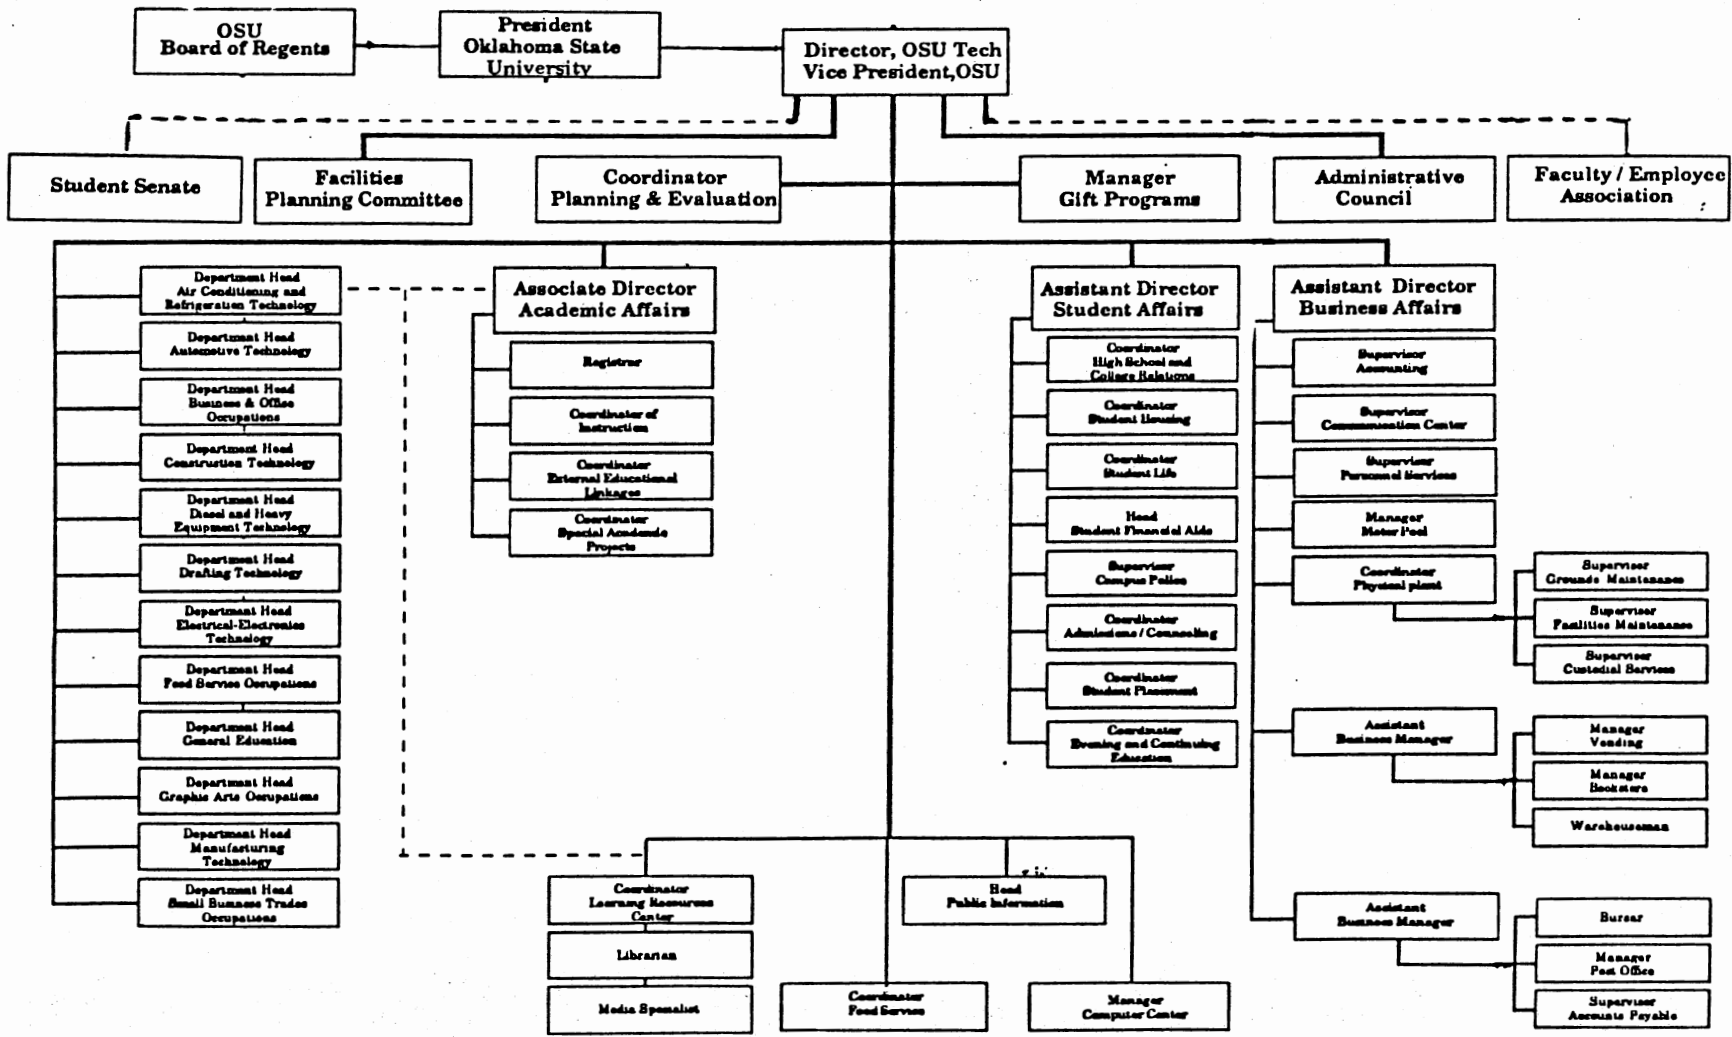 OSU
Board of Regents
President
Oklahoma State
University
Director, OSU Tech
Vice President,OSU
Student Senate
Facilities
Planning Committee
Coordinator
Planning & Evaluation
Manager
Gift Programs
Administrative
Council
Faculty / Employee
Association
Department Head
Air Conditioning and
Refrigeration Technology
Department Head
Automotive Technology
Department Head
Business & Office
Occupations
Department Head
Construction Technology
Department Head
Diesel and Heavy
Equipment Technology
Department Head
Drafting Technology
Department Head
Electrical-Electronics
Technology
Department Head
Food Service Occupations
Department Head
General Education
Department Head
Graphic Arts Occupations
Department Head
Manufacturing
Technology
Department Head
Small Business Trades
Occupations
Associate Director
Academic Affairs
Registrar
Coordinator of
Instruction
Coordinator
External Educational
Linkages
Coordinator
Special Academic
Projects
Assistant Director
Student Affairs
Coordinator
High School and
College Relations
Coordinator
Student Housing
Coordinator
Student Life
Head
Student Financial Aids
Supervisor
Campus Police
Coordinator
Admissions / Counseling
Coordinator
Student Placement
Coordinator
Evening and Continuing
Education
Assistant Director
Business Affairs
Supervisor
Accounting
Supervisor
Communication Center
Supervisor
Personnel Services
Manager
Motor Pool
Coordinator
Physical plant
Supervisor
Grounds Maintenance
Supervisor
Facilities Maintenance
Supervisor
Custodial Services
Assistant
Business Manager
Manager
Vending
Manager
Bookstore
Warehouseman
Assistant
Business Manager
Bursar
Manager
Post Office
Supervisor
Accounts Payable
Coordinator
Learning Resources
Center
Librarian
Media Specialist
Coordinator
Food Service
Head
Public Information
Manager
Computer Center